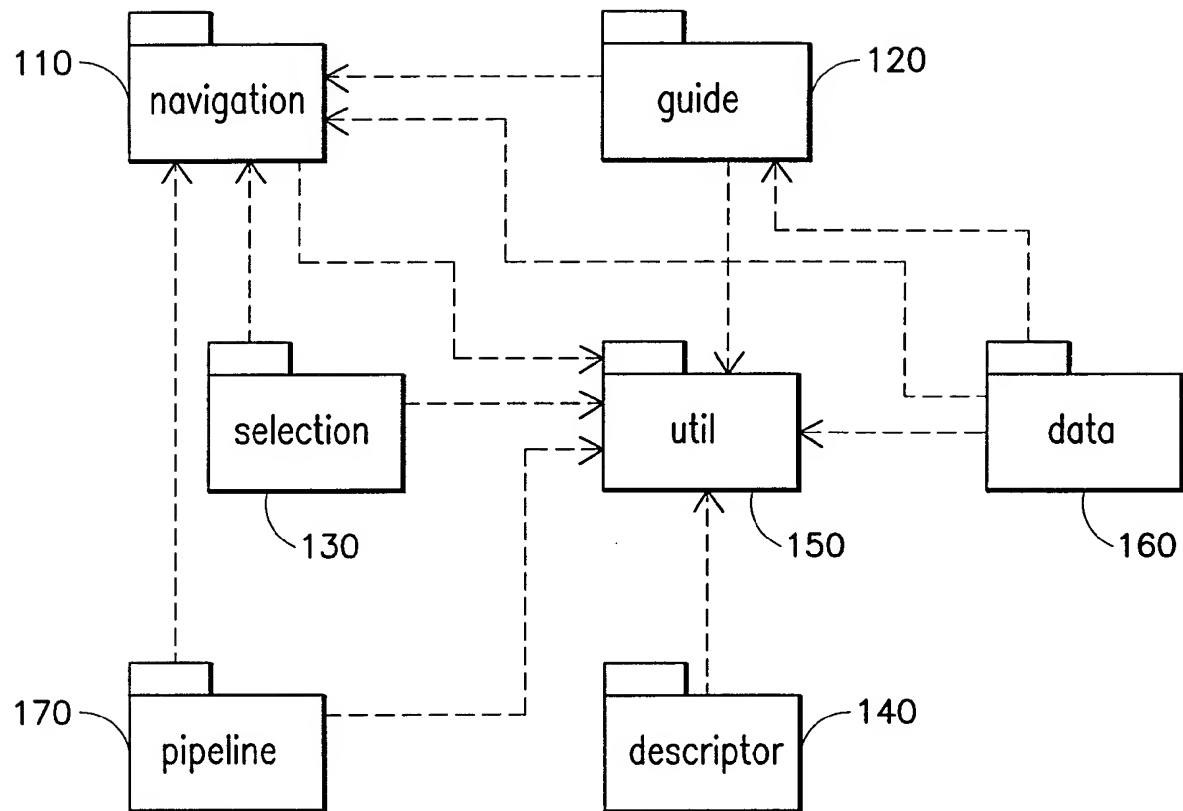 110
navigation
guide
120
selection
130
util
150
data
160
170
pipeline
descriptor
140